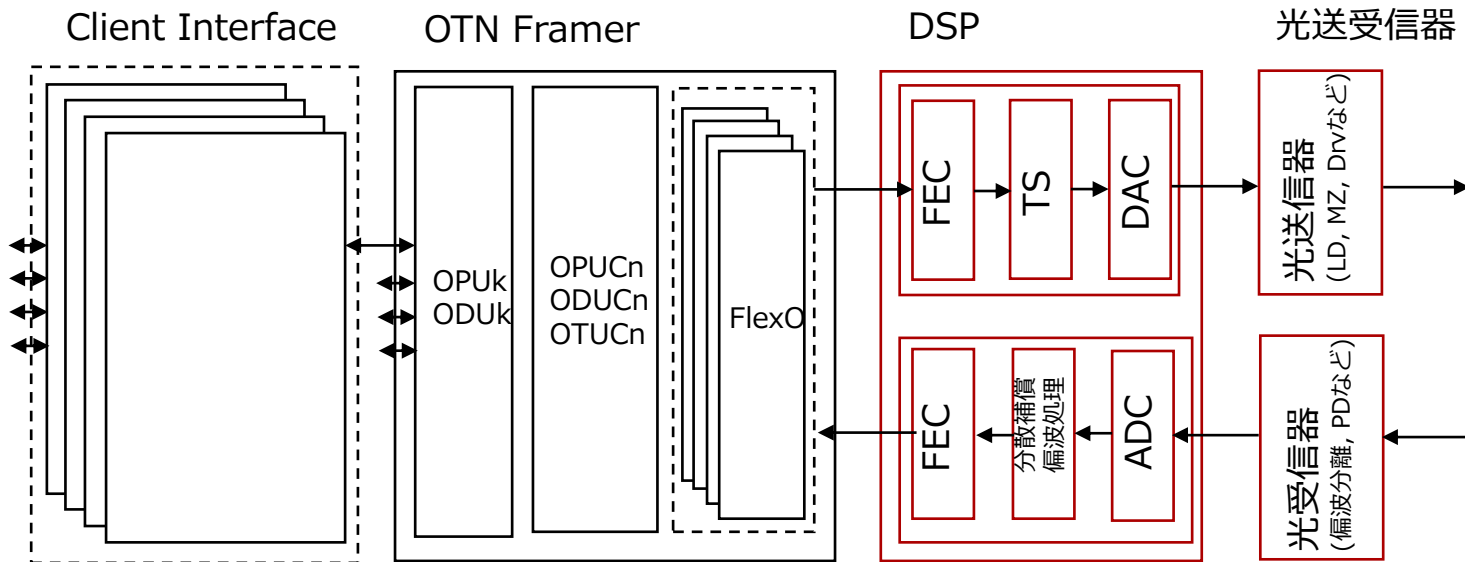 Client Interface
OTN Framer
DSP
光送受信器
OPUk
ODUk
OPUCn
ODUCn
OTUCn
FlexO
FEC
TS
DAC
光送信器
(LD, MZ, Drvなど)
FEC
分散補償
偏波処理
ADC
光受信器
(偏波分離, PDなど)